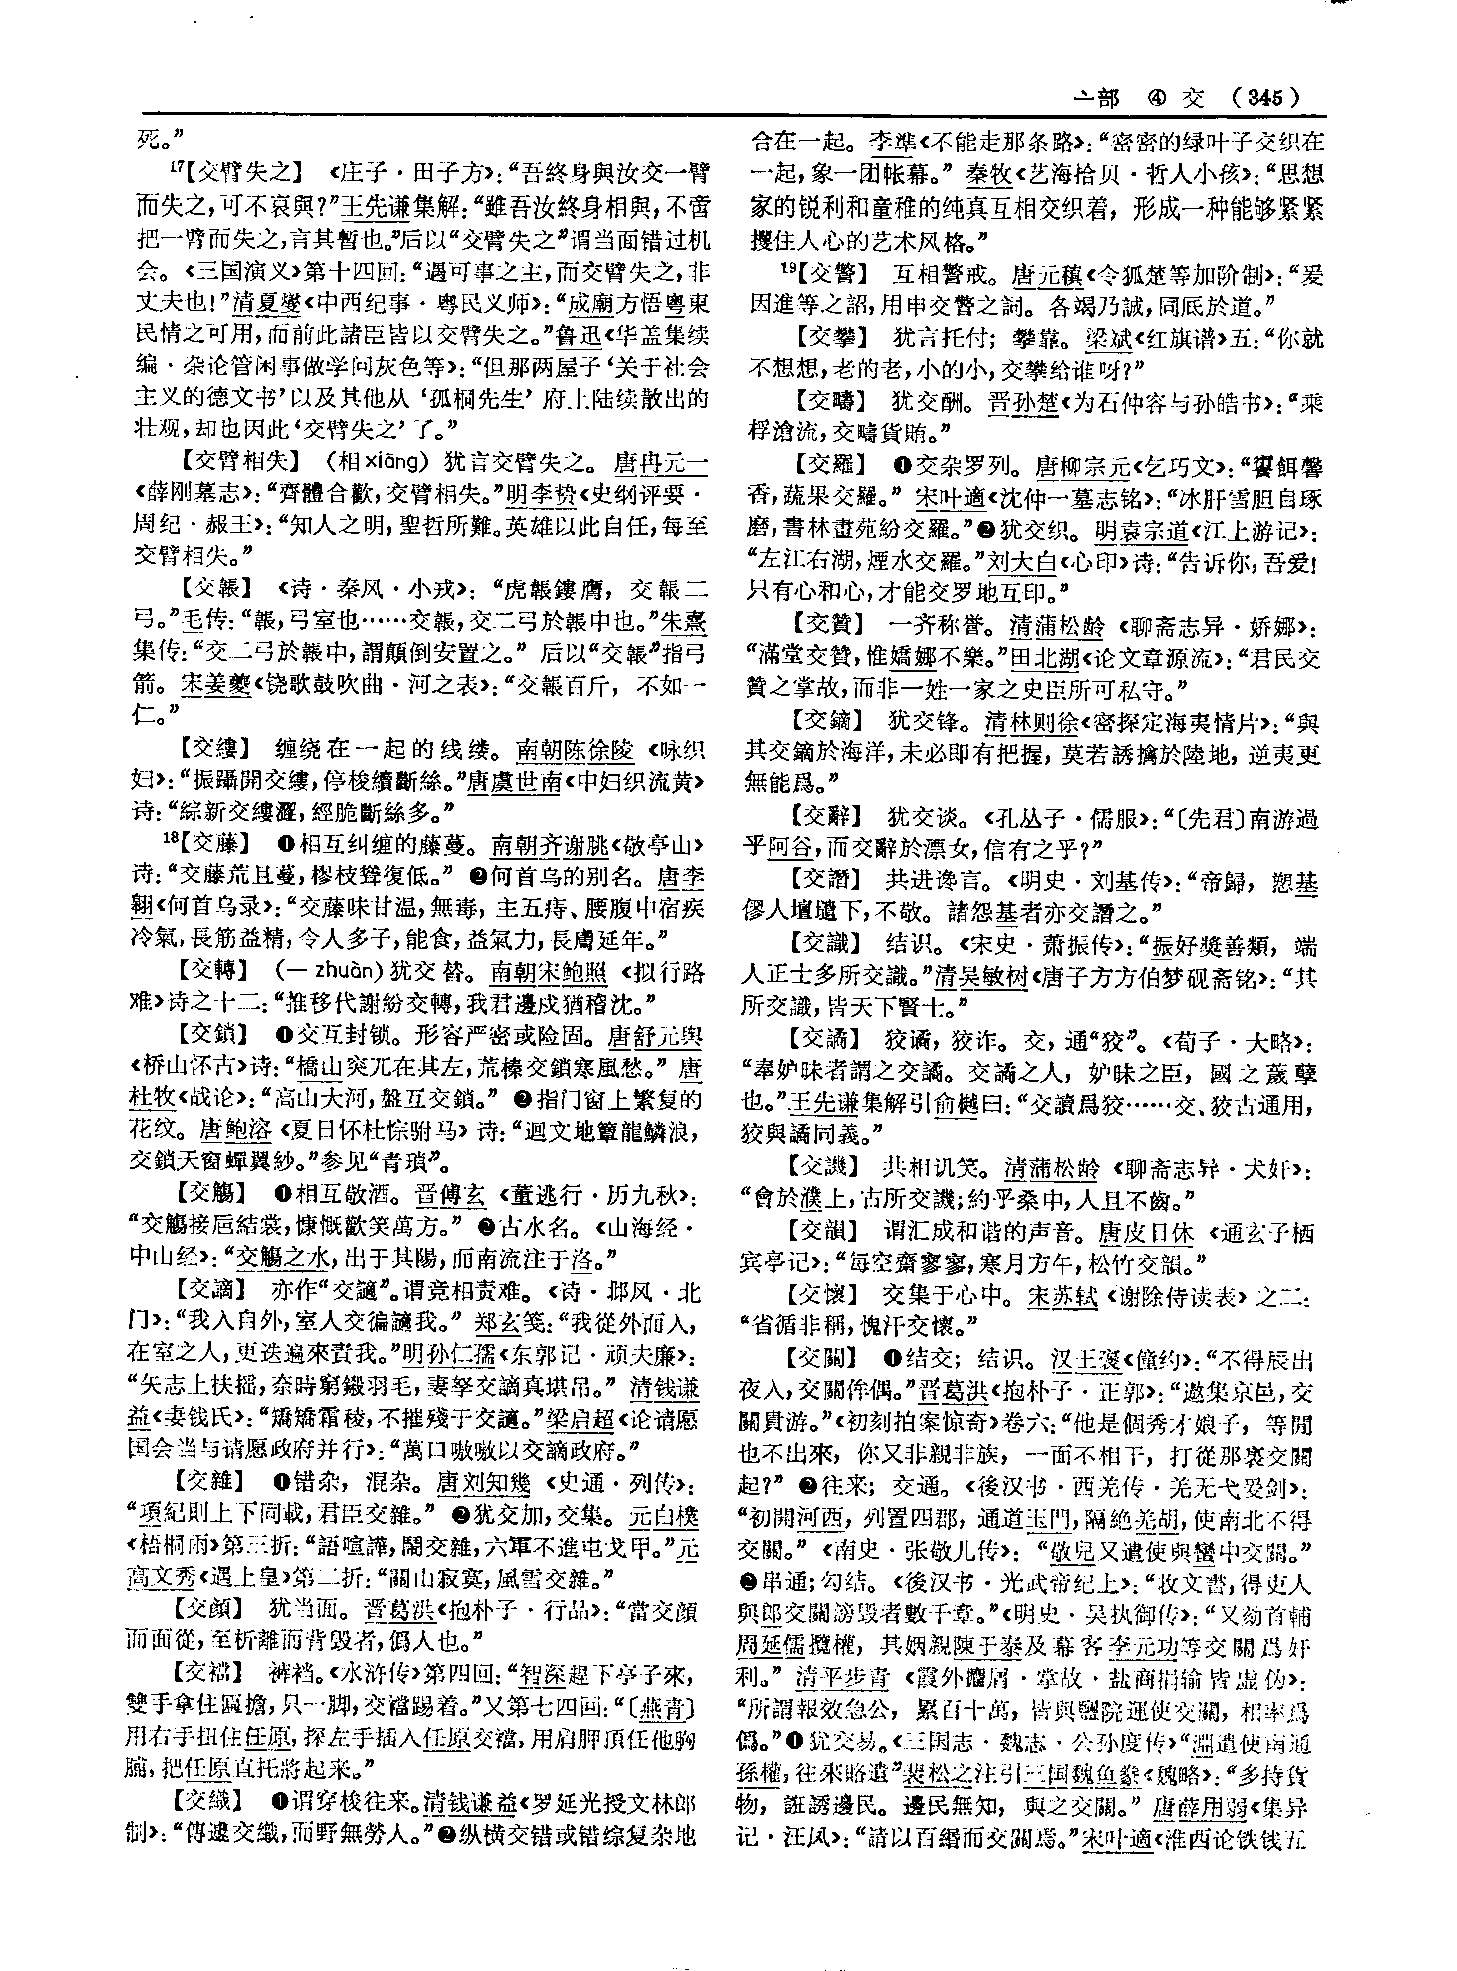 亠部 ④ 交 （345）
死。”
17【交臂失之】 《庄子·田子方》：“吾終身與汝交一臂
而失之，可不哀與？”王先谦集解：“雖吾汝終身相與，不啻
把一臂而失之，言其暫也。”后以“交臂失之”谓当面错过机
会。《三国演义》第十四回：“遇可事之主，而交臂失之，非
丈夫也！”清夏燮《中西纪事·粤民义师》：“成廟方悟粵東
民情之可用，而前此諸臣皆以交臂失之。”鲁迅《华盖集续
编·杂论管闲事做学问灰色等》：“但那两屋子‘关于社会
主义的德文书’以及其他从‘孤桐先生’府上陆续散出的
壮观，却也因此‘交臂失之’了。”
【交臂相失】 （相xiāng）犹言交臂失之。唐冉元一
《薛刚墓志》：“齊體合歡，交臂相失。”明李贽《史纲评要·
周纪·赧王》：“知人之明，聖哲所難。英雄以此自任，每至
交臂相失。”
【交韔】 《诗·秦风·小戎》：“虎韔鏤膺，交韔二
弓。”毛传：“韔，弓室也……交韔，交二弓於韔中也。”朱熹
集传：“交二弓於韔中，謂顛倒安置之。”后以“交韔”指弓
箭。宋姜夔《铙歌鼓吹曲·河之表》：“交韔百斤，不如一
仁。”
【交縷】 缠绕在一起的线缕。南朝陈徐陵《咏织
妇》：“振躡開交縷，停梭續斷絲。”唐虞世南《中妇织流黄》
诗：“綜新交縷澀，經脆斷絲多。”
18【交藤】 ❶相互纠缠的藤蔓。南朝齐谢朓《敬亭山》
诗：“交藤荒且蔓，樛枝聳復低。”❷何首乌的别名。唐李
翱《何首乌录》：“交藤味甘温，無毒，主五痔、腰腹中宿疾
冷氣，長筋益精，令人多子，能食，益氣力，長膚延年。”
【交轉】 （一 zhuàn）犹交替。南朝宋鲍照《拟行路
难》诗之十二：“推移代謝紛交轉，我君邊戍猶稽沈。”
【交鎖】 ❶交互封锁。形容严密或险固。唐舒元舆
《桥山怀古》诗：“橋山突兀在其左，荒榛交鎖寒風愁。”唐
杜牧《战论》：“高山大河，盤互交鎖。”❷指门窗上繁复的
花纹。唐鲍溶《夏日怀杜悰驸马》诗：“迴文地簟龍鱗浪，
交鎖天窗蟬翼紗。”参见“青瑣”。
【交觴】 ❶相互敬酒。晋傅玄《董逃行·历九秋》：
“交觴接卮結裳，慷慨歡笑萬方。”❷古水名。《山海经·
中山经》：“交觴之水，出于其陽，而南流注于洛。”
【交謫】 亦作“交讁”。谓竞相责难。《诗·邶风·北
门》：“我入自外，室人交徧讁我。”郑玄笺：“我從外而入，
在室之人，更迭遍來責我。”明孙仁孺《东郭记·顽夫廉》：
“矢志上扶摇，奈時窮鎩羽毛，妻孥交謫真堪吊。”清钱谦
益《妻钱氏》：“矯矯霜稜，不摧殘于交讁。”梁启超《论请愿
国会当与请愿政府并行》：“萬口嗷嗷以交謫政府。”
【交雜】 ❶错杂，混杂。唐刘知幾《史通·列传》：
“項紀則上下同載，君臣交雜。”❷犹交加，交集。元白樸
《梧桐雨》第三折：“語喧譁，鬧交雜，六軍不進屯戈甲。”元
高文秀《遇上皇》第二折：“關山寂寞，風雪交雜。”
【交顔】 犹当面。晋葛洪《抱朴子·行品》：“當交顔
而面從，至析離而背毁者，僞人也。”
【交襠】 裤裆。《水浒传》第四回：“智深趕下亭子來，
雙手拿住匾擔，只一脚，交襠踢着。”又第七四回：“〔燕青〕
用右手扭住任原，探左手插入任原交襠，用肩胛頂住他胸
脯，把任原直托將起來。”
【交織】 ❶谓穿梭往来。清钱谦益《罗延光授文林郎
制》：“傳遽交織，而野無勞人。”❷纵横交错或错综复杂地
合在一起。李準《不能走那条路》：“密密的绿叶子交织在
一起，象一团帐幕。”秦牧《艺海拾贝·哲人小孩》：“思想
家的锐利和童稚的纯真互相交织着，形成一种能够紧紧
攫住人心的艺术风格。”
19【交警】 互相警戒。唐元稹《令狐楚等加阶制》：“爰
因進等之詔，用申交警之詞。各竭乃誠，同底於道。”
【交攀】 犹言托付；攀靠。梁斌《红旗谱》五：“你就
不想想，老的老，小的小，交攀给谁呀？”
【交疇】 犹交酬。晋孙楚《为石仲容与孙皓书》：“乘
桴滄流，交疇貨賄。”
【交羅】 ❶交杂罗列。唐柳宗元《乞巧文》：“饔餌馨
香，蔬果交羅。”宋叶適《沈仲一墓志铭》：“冰肝雪胆自琢
磨，書林畫苑紛交羅。”❷犹交织。明袁宗道《江上游记》：
“左江右湖，煙水交羅。”刘大白《心印》诗：“告诉你，吾爱！
只有心和心，才能交罗地互印。”
【交贊】 一齐称誉。清蒲松龄《聊斋志异·娇娜》：
“滿堂交贊，惟嬌娜不樂。”田北湖《论文章源流》：“君民交
贊之掌故，而非一姓一家之史臣所可私守。”
【交鏑】 犹交锋。清林则徐《密探定海夷情片》：“與
其交鏑於海洋，未必即有把握，莫若誘擒於陸地，逆夷更
無能爲。”
【交辭】 犹交谈。《孔丛子·儒服》：“〔先君〕南游過
乎阿谷，而交辭於漂女，信有之乎？”
【交譖】 共进谗言。《明史·刘基传》：“帝歸，愬基
僇人壇壝下，不敬。諸怨基者亦交譖之。”
【交識】 结识。《宋史·萧振传》：“振好獎善類，端
人正士多所交識。”清吴敏树《唐子方方伯梦砚斋铭》：“其
所交識，皆天下賢士。”
【交譎】 狡谲，狡诈。交，通“狡”。《荀子·大略》：
“奉妒昧者謂之交譎。交譎之人，妒昧之臣，國之薉孽
也。”王先谦集解引俞樾曰：“交讀爲狡……交、狡古通用，
狡與譎同義。”
【交譏】 共相讥笑。清蒲松龄《聊斋志异·犬奸》：
“會於濮上，古所交譏；約乎桑中，人且不齒。”
【交韻】 谓汇成和谐的声音。唐皮日休《通玄子栖
宾亭记》：“每空齋寥寥，寒月方午，松竹交韻。”
【交懷】 交集于心中。宋苏轼《谢除侍读表》之二：
“省循非稱，愧汗交懷。”
【交關】 ❶结交；结识。汉王褒《僮约》：“不得辰出
夜入，交關侔偶。”晋葛洪《抱朴子·正郭》：“邀集京邑，交
關貴游。”《初刻拍案惊奇》卷六：“他是個秀才娘子，等閒
也不出來，你又非親非族，一面不相干，打從那裏交關
起？”❷往来；交通。《後汉书·西羌传·羌无弋爰剑》：
“初開河西，列置四郡，通道玉門，隔絶羌胡，使南北不得
交關。”《南史·张敬儿传》：“敬兒又遣使與蠻中交關。”
❸串通；勾结。《後汉书·光武帝纪上》：“收文書，得吏人
與郎交關謗毁者數千章。”《明史·吴执御传》：“又劾首輔
周延儒攬權，其姻親陳于泰及幕客李元功等交關爲奸
利。”清平步青《霞外攟屑·掌故·盐商捐输皆虚伪》：
“所謂報效急公，累百十萬，皆與鹽院運使交關，相率爲
僞。”❹犹交易。《三国志·魏志·公孙度传》“淵遣使南通
孫權，往來賂遺”裴松之注引三国魏鱼豢《魏略》：“多持貨
物，誑誘邊民。邊民無知，與之交關。”唐薛用弱《集异
记·汪凤》：“請以百緡而交關焉。”宋叶適《淮西论铁钱五